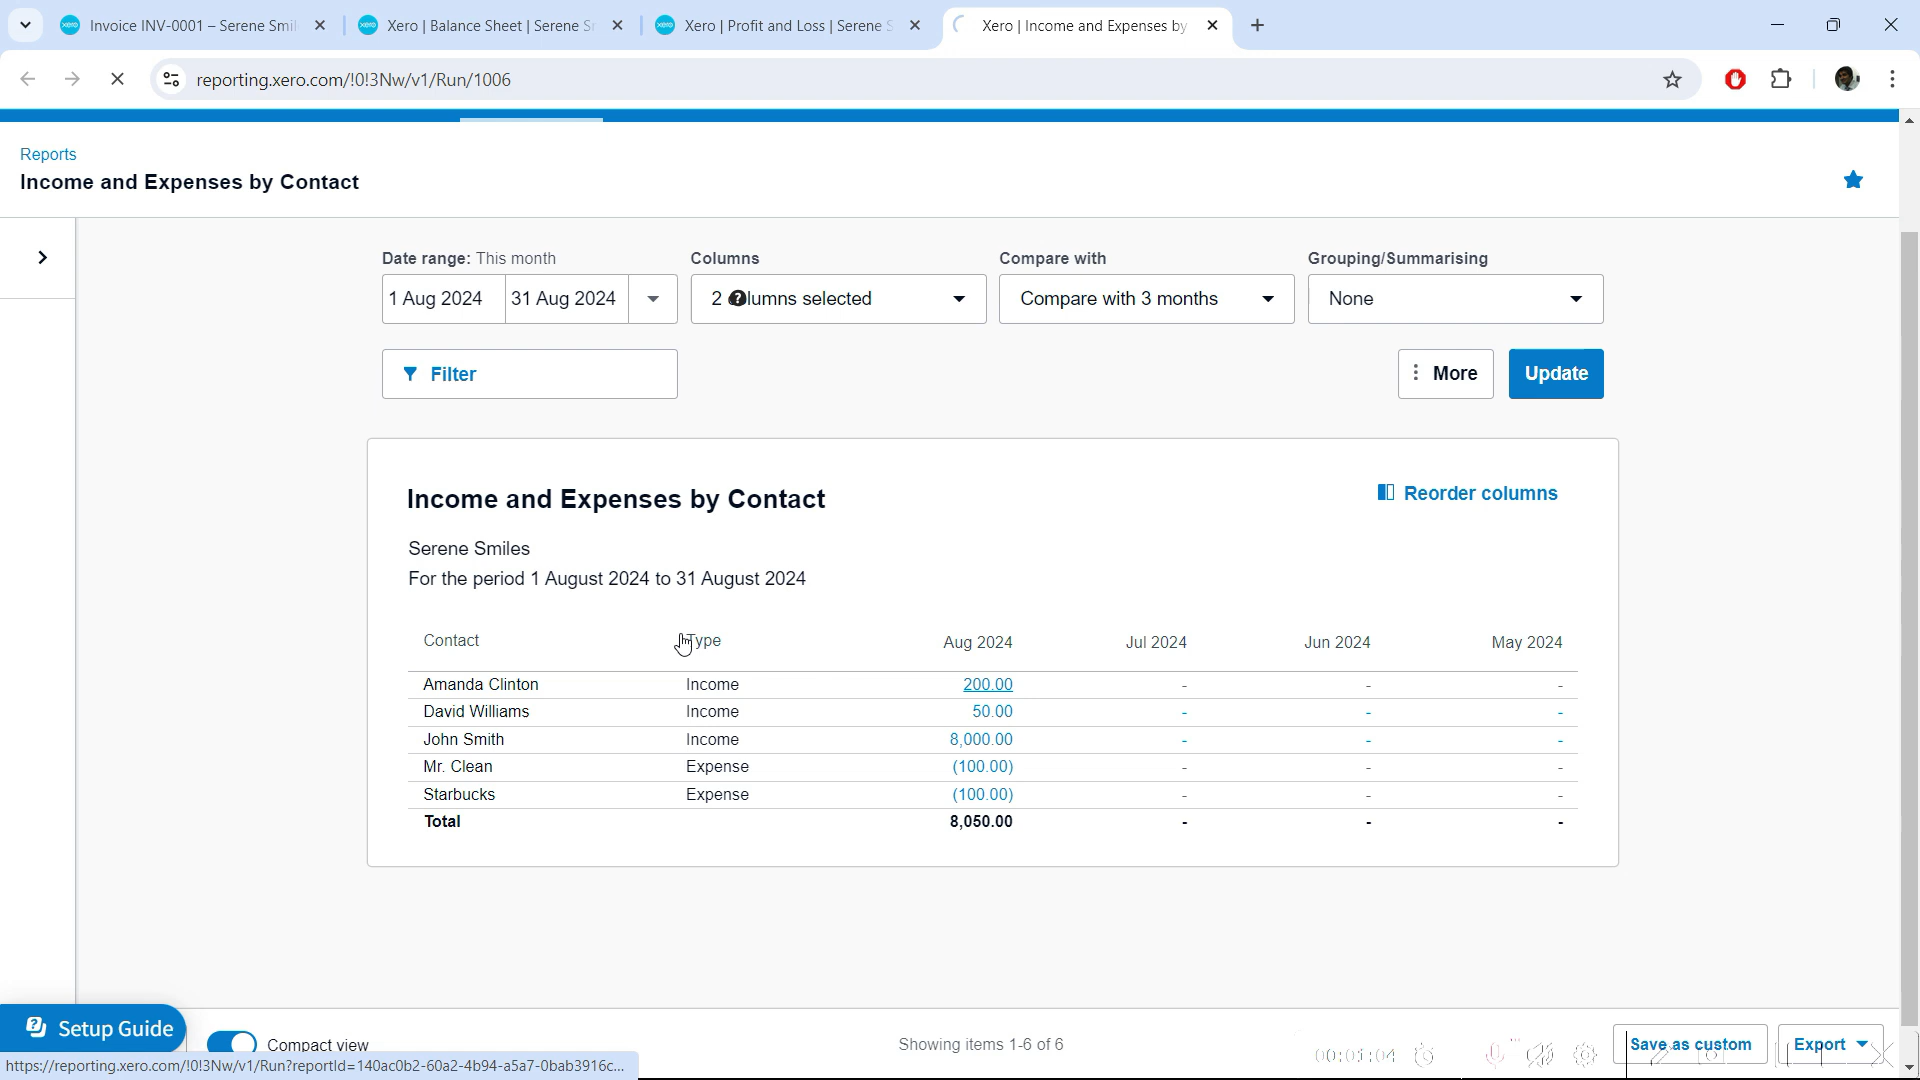 Invoice INV-0001 – Serene Smil
Xero | Balance Sheet | Serene S
Xero | Profit and Loss | Serene S
Xero | Income and Expenses by
reporting.xero.com/!0!3Nw/v1/Run/1006
Reports
Income and Expenses by Contact
Date range: This month
Columns
Compare with
Grouping/Summarising
1 Aug 2024
31 Aug 2024
2 lumns selected
Compare with 3 months
None
Filter
More
Update
Income and Expenses by Contact
Reorder columns
Serene Smiles
For the period 1 August 2024 to 31 August 2024
Contact Type Aug 2024 Jul 2024 Jun 2024 May 2024
Amanda Clinton Income 200.00 - - -
David Williams Income 50.00 - - -
John Smith Income 8,000.00 - - -
Mr. Clean Expense (100.00) - - -
Starbucks Expense (100.00) - - -
Total 8,050.00 - - -
Setup Guide
Compact view
Showing items 1-6 of 6
00:01:04
Save as custom
Export
https://reporting.xero.com/!0!3Nw/v1/Run?reportId=140ac0b2-60a2-4b94-a5a7-0bab3916c...